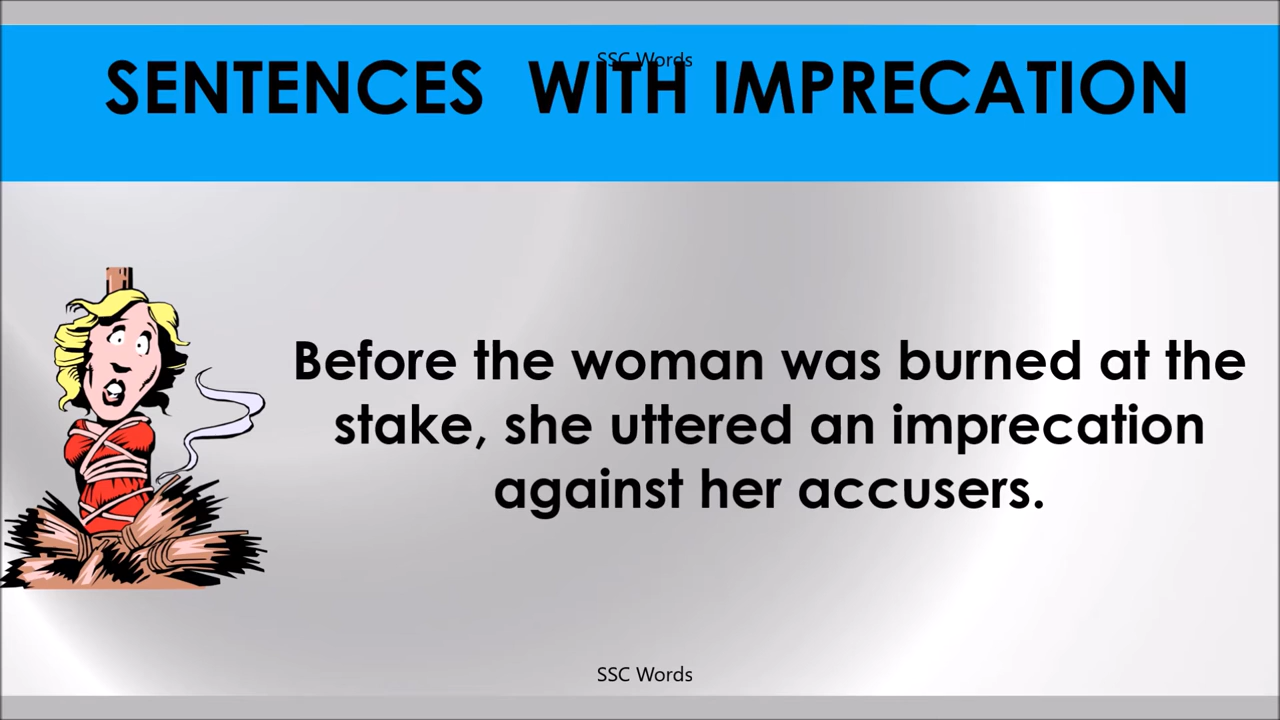 SSC Words
SENTENCES WITH IMPRECATION
Before the woman was burned at the
stake, she uttered an imprecation
against her accusers.
SSC Words